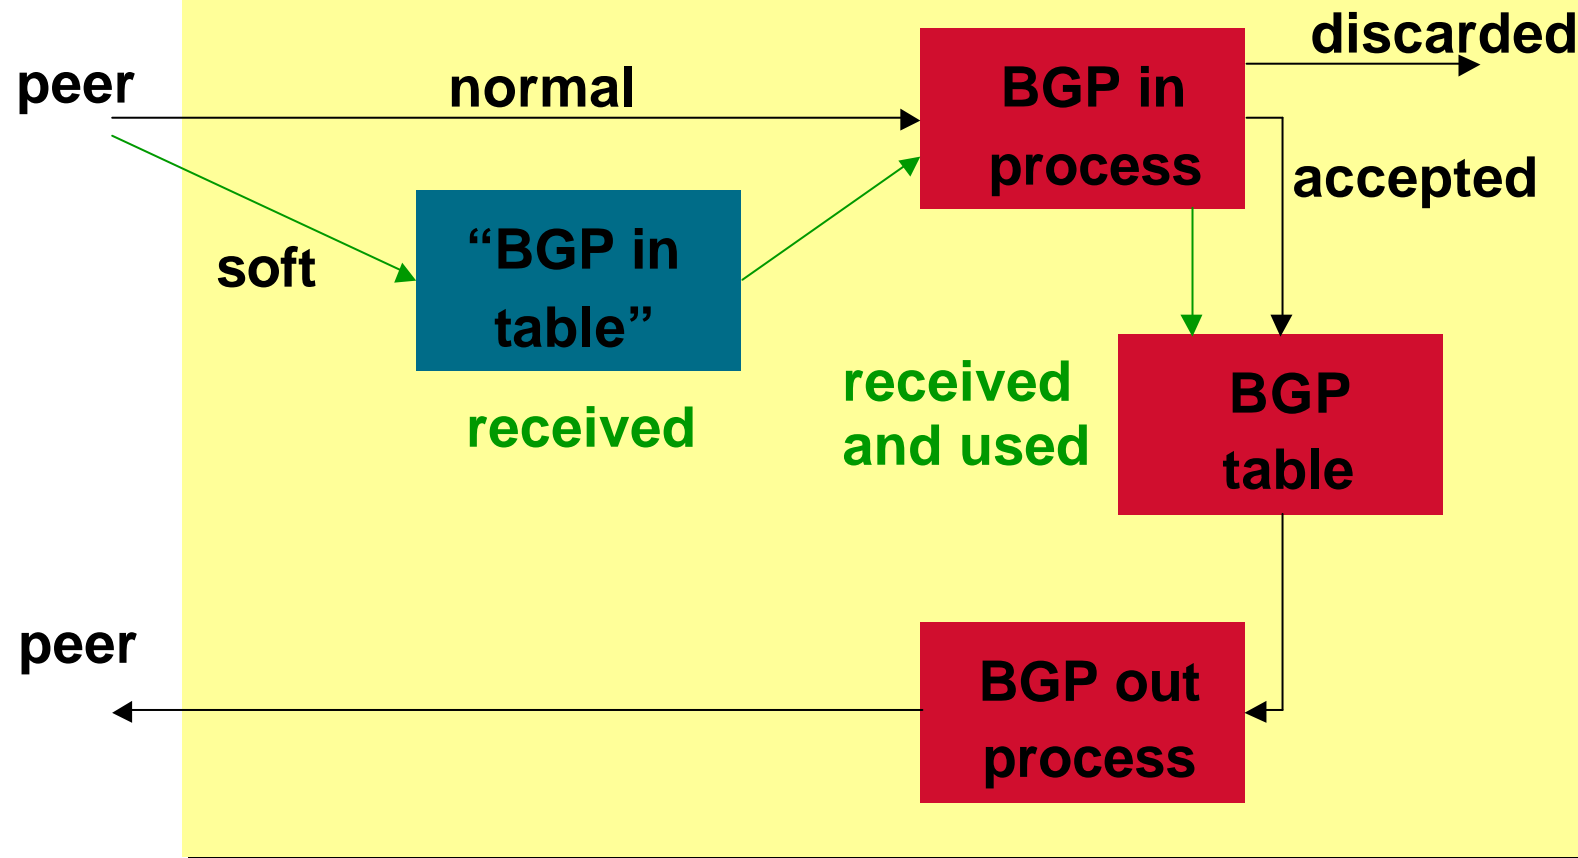 discarded
peer
normal
BGP in
process
accepted
soft
“BGP in
table”
received
received
and used
BGP
table
peer
BGP out
process